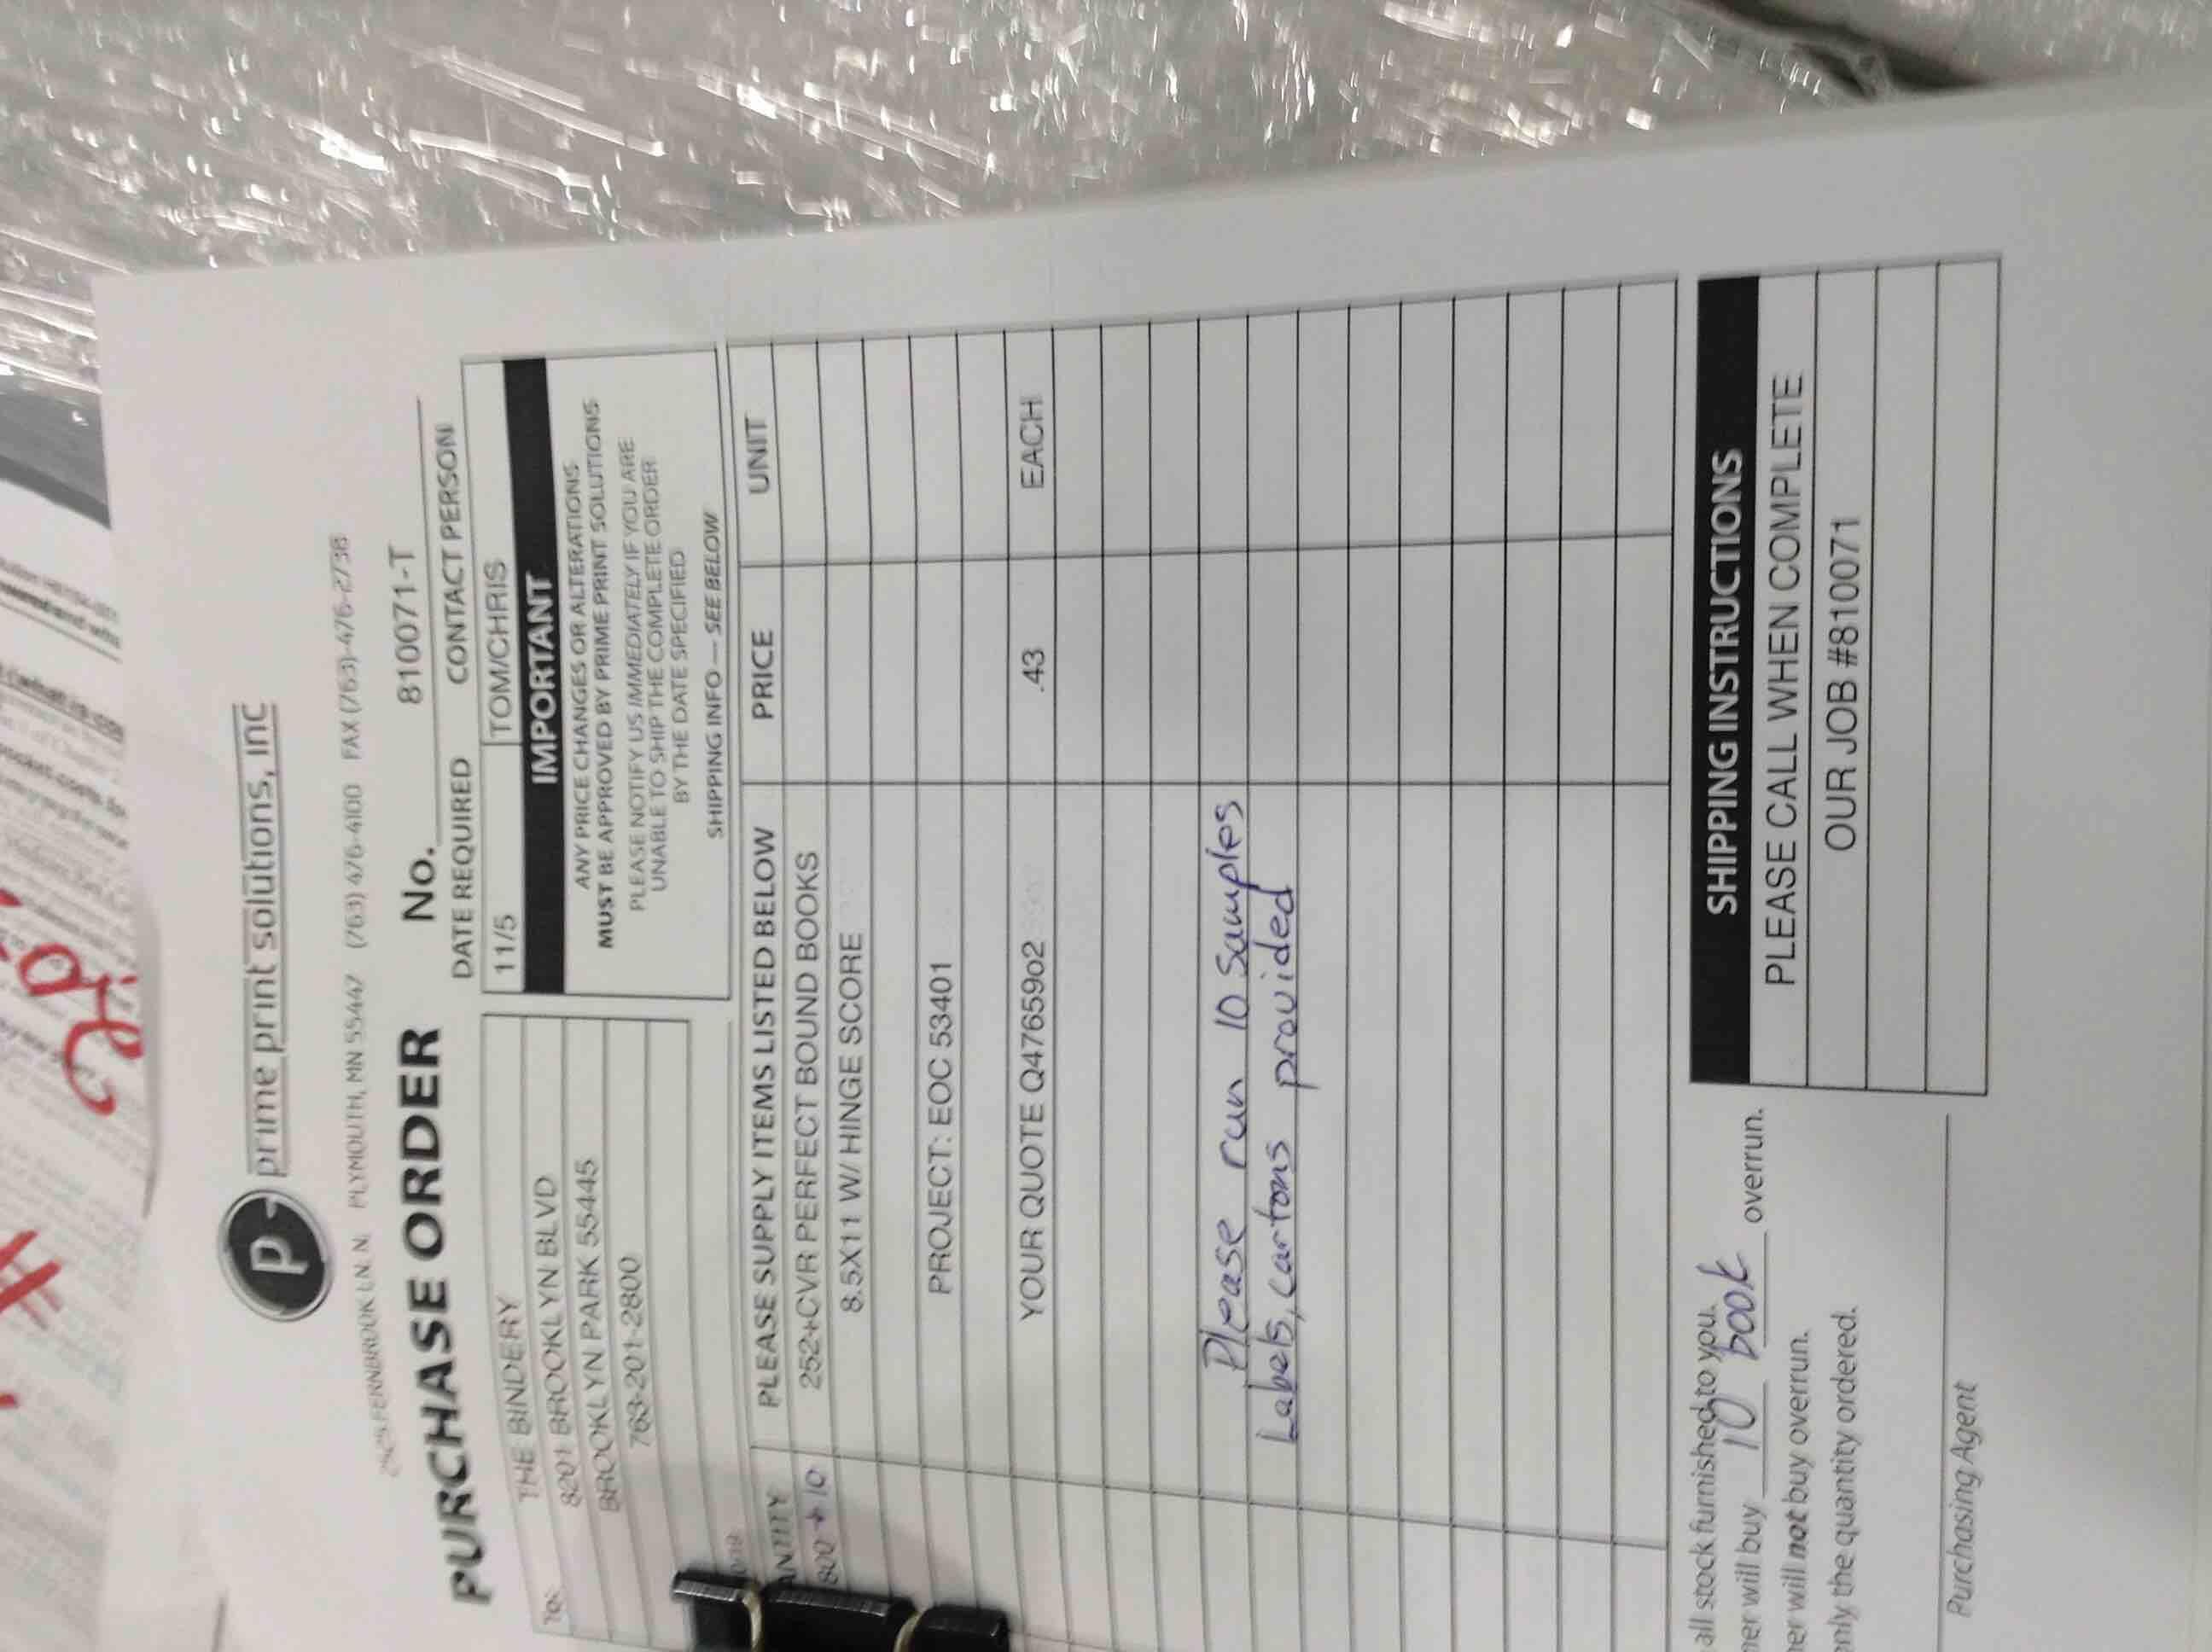 P
prime print solutions, inc
FERNBROOK LN. N. PLYMOUTH, MN 55447 (763) 476-4100 FAX (763)-476-2738
PURCHASE ORDER No. 810071-T
DATE REQUIRED CONTACT PERSON
11/5 TOM/CHRIS
To: THE BINDERY
8201 BROOKLYN BLVD
BROOKLYN PARK 55445
763-201-2800
IMPORTANT
ANY PRICE CHANGES OR ALTERATIONS
MUST BE APPROVED BY PRIME PRINT SOLUTIONS
PLEASE NOTIFY US IMMEDIATELY IF YOU ARE
UNABLE TO SHIP THE COMPLETE ORDER
BY THE DATE SPECIFIED
SHIPPING INFO — SEE BELOW
ANTITY PLEASE SUPPLY ITEMS LISTED BELOW PRICE UNIT
800 + 10 252+CVR PERFECT BOUND BOOKS
8.5X11 W/ HINGE SCORE
PROJECT: EOC 53401
YOUR QUOTE Q4765902 .43 EACH
Please run 10 Samples
Labels, cartons provided
all stock furnished to you.
ner will buy 10 book overrun.
ner will not buy overrun.
only the quantity ordered.
Purchasing Agent
SHIPPING INSTRUCTIONS
PLEASE CALL WHEN COMPLETE
OUR JOB #810071